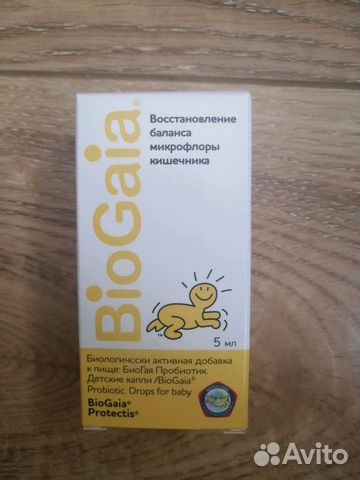 BioGaia®
Восстановление
баланса
микрофлоры
кишечника
™
5 мл
Биологически активная добавка
к пище: БиоГая Пробиотик.
Детские капли /BioGaia®
Probiotic. Drops for baby
BioGaia®
Protectis®
Avito